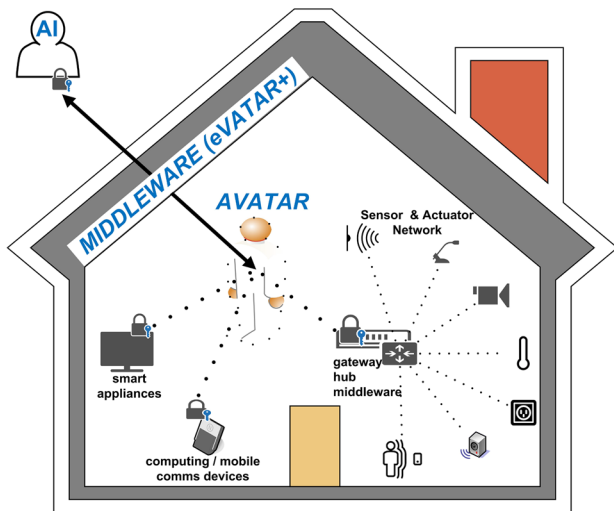 AI
MIDDLEWARE (eVATAR+)
AVATAR
Sensor & Actuator
Network
smart
appliances
gateway
hub
middleware
computing / mobile
comms devices